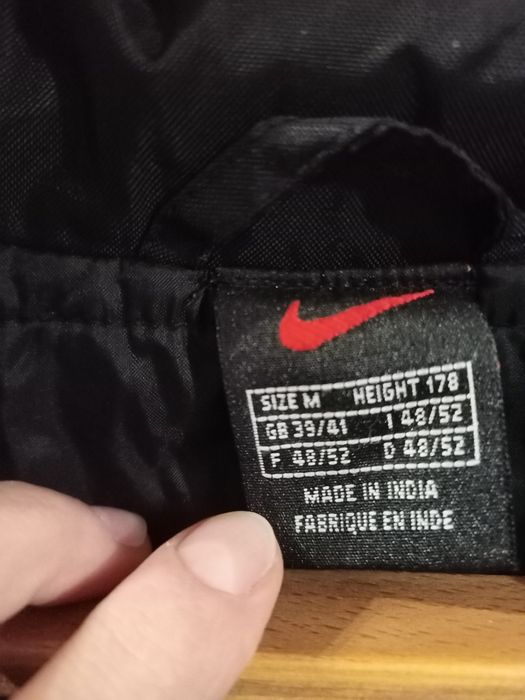 SIZE M HEIGHT 178
GB 39/41 I 48/52
F 48/52 D 48/52
MADE IN INDIA
FABRIQUE EN INDE